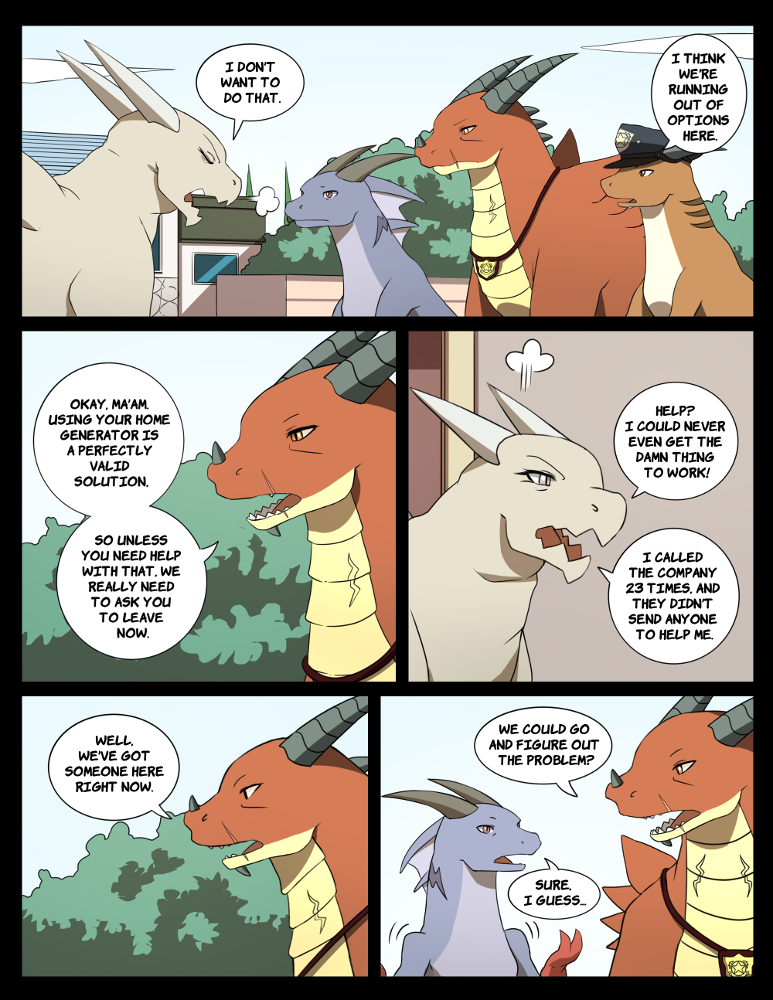 I DON'T
WANT TO
DO THAT.
I THINK
WE'RE
RUNNING
OUT OF
OPTIONS
HERE.
OKAY, MA'AM.
USING YOUR HOME
GENERATOR IS
A PERFECTLY
VALID
SOLUTION,
SO UNLESS
YOU NEED HELP
WITH THAT, WE
REALLY NEED
TO ASK YOU
TO LEAVE
NOW.
HELP?
I COULD NEVER
EVEN GET THE
DAMN THING
TO WORK!
I CALLED
THE COMPANY
23 TIMES, AND
THEY DIDN'T
SEND ANYONE
TO HELP ME.
WELL,
WE'VE GOT
SOMEONE HERE
RIGHT NOW.
WE COULD GO
AND FIGURE OUT
THE PROBLEM?
SURE,
I GUESS...